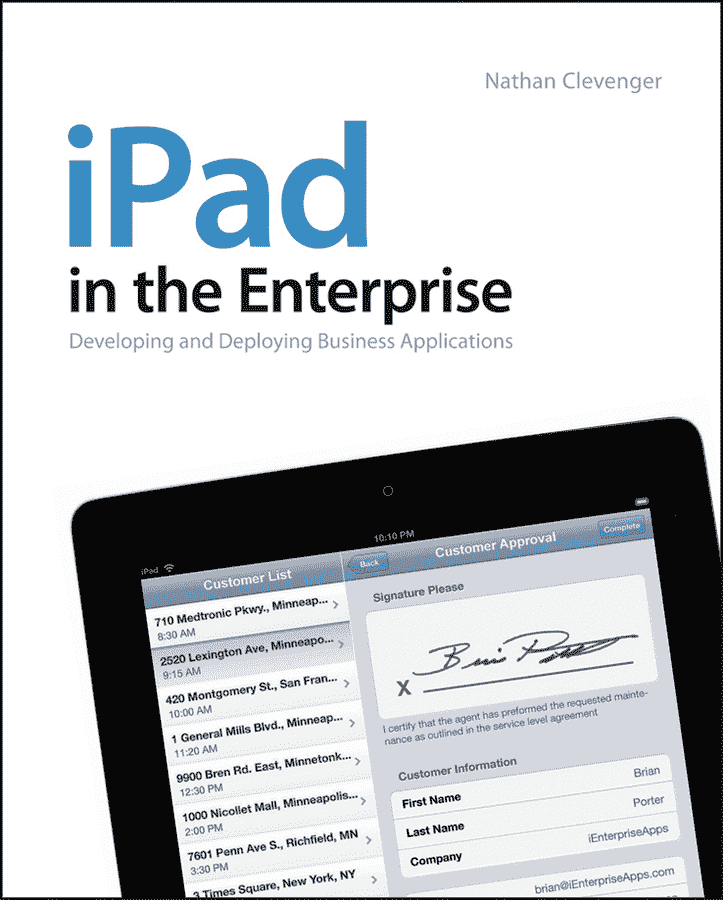 Nathan Clevenger
iPad
in the Enterprise
Developing and Deploying Business Applications
10:10 PM
iPad
Customer List
710 Medtronic Pkwy., Minneap...
8:30 AM
2520 Lexington Ave, Minneapo...
9:15 AM
420 Montgomery St., San Fran...
10:00 AM
1 General Mills Blvd., Minneap...
11:20 AM
9900 Bren Rd. East, Minnetonk...
12:30 PM
1000 Nicollet Mall, Minneapolis...
2:00 PM
7601 Penn Ave S., Richfield, MN
3:30 PM
3 Times Square, New York, NY
Back
Customer Approval
Complete
Signature Please
X
I certify that the agent has preformed the requested mainte-
nance as outlined in the service level agreement
Customer Information
First Name Brian
Last Name Porter
Company iEnterpriseApps
brian@iEnterpriseApps.com